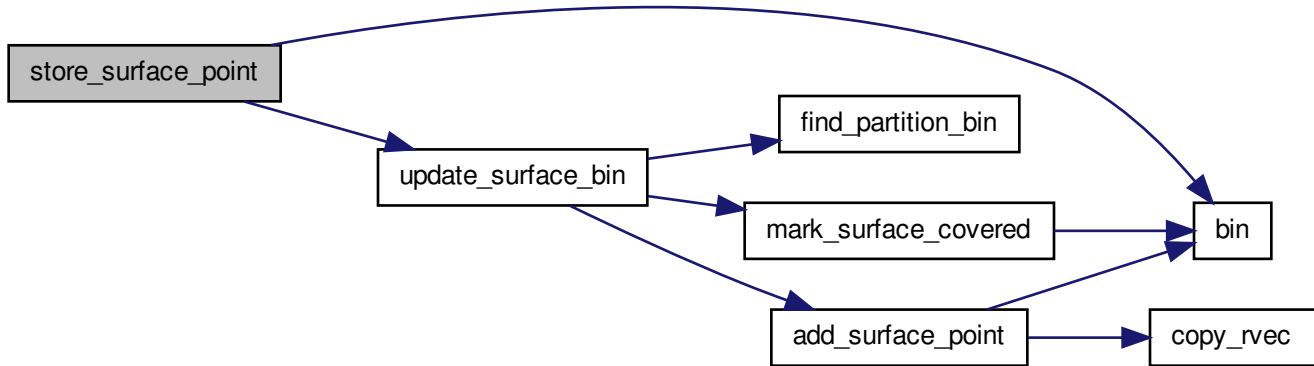 store_surface_point
find_partition_bin
update_surface_bin
mark_surface_covered
bin
add_surface_point
copy_rvec